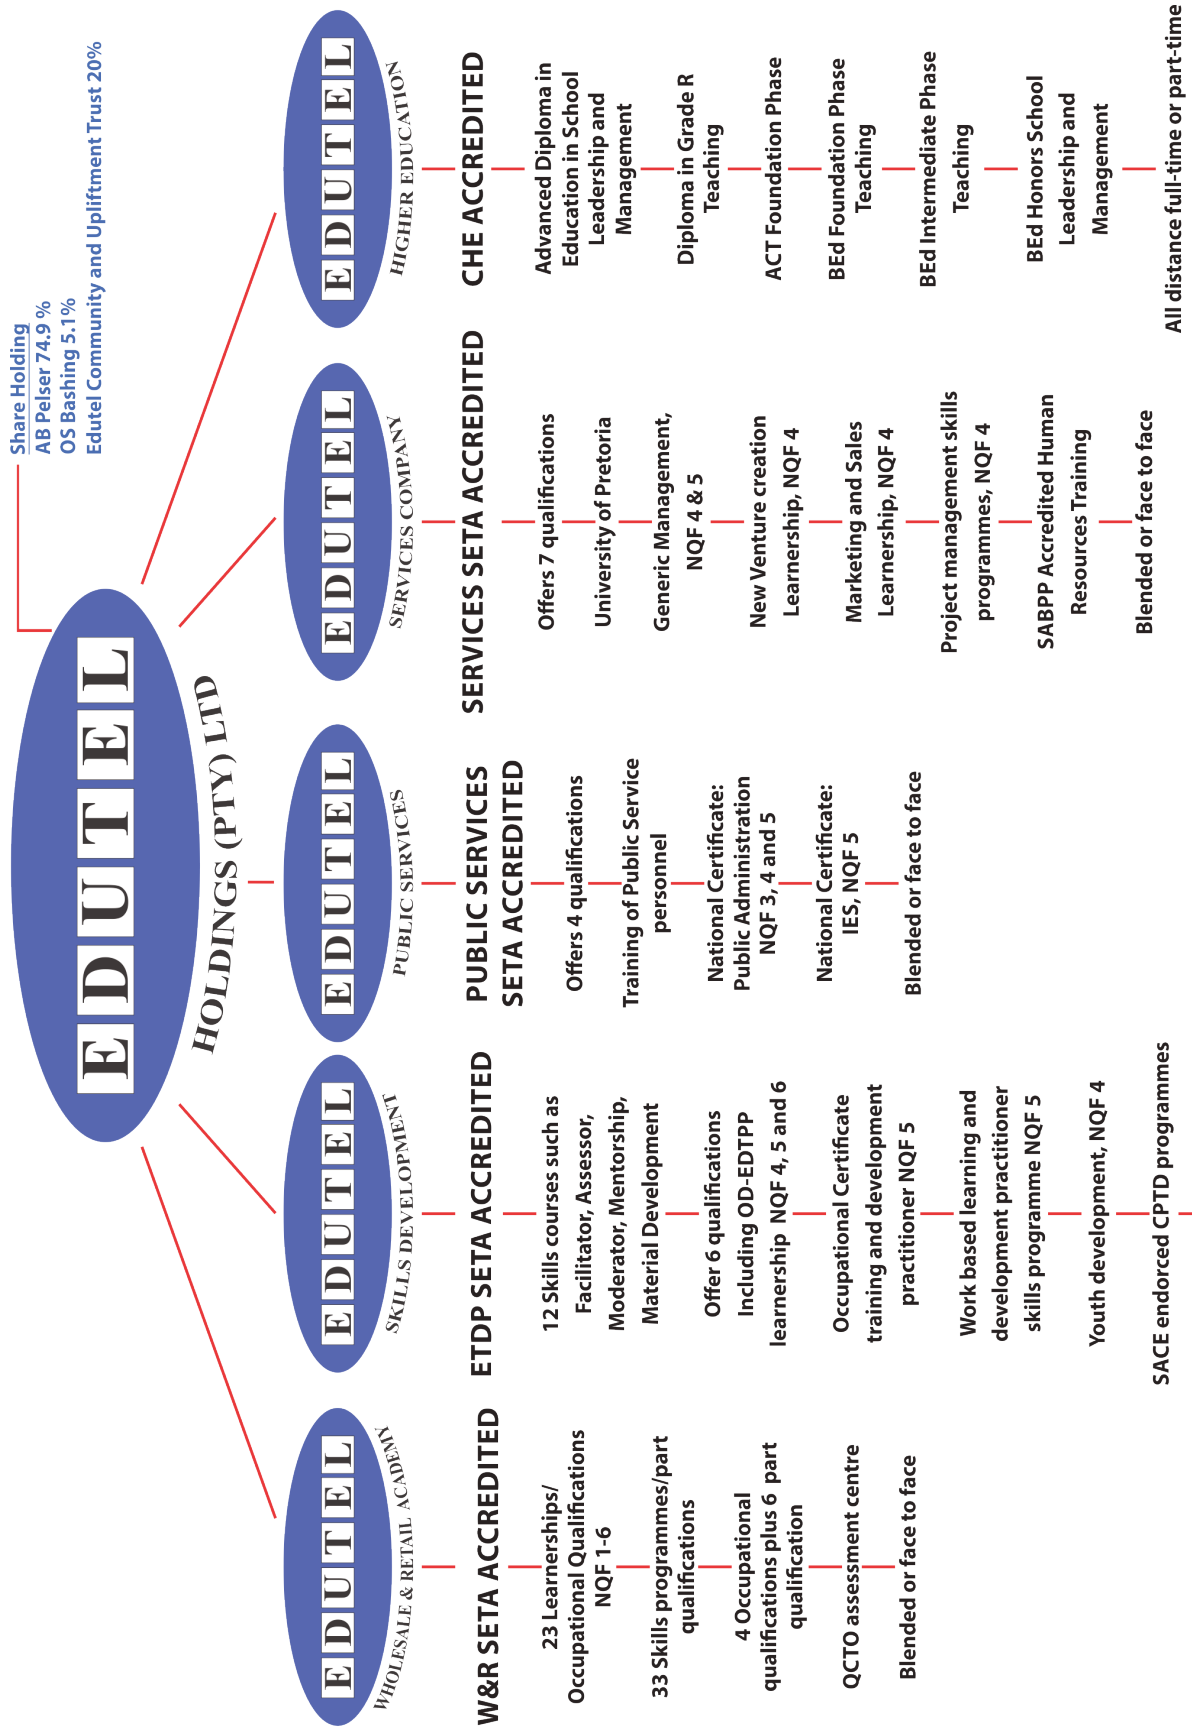 Share Holding
AB Pelser 74.9 %
OS Bashing 5.1%
Edutel Community and Upliftment Trust 20%
EDUTEL
HOLDINGS (PTY) LTD
EDUTEL
WHOLESALE & RETAIL ACADEMY
W&R SETA ACCREDITED
23 Learnerships/
Occupational Qualifications
NQF 1-6
33 Skills programmes/part
qualifications
4 Occupational
qualifications plus 6 part
qualification
QCTO assessment centre
Blended or face to face
EDUTEL
SKILLS DEVELOPMENT
ETDP SETA ACCREDITED
12 Skills courses such as
Facilitator, Assessor,
Moderator, Mentorship,
Material Development
Offer 6 qualifications
Including OD-EDTPP
learnership NQF 4, 5 and 6
Occupational Certificate
training and development
practitioner NQF 5
Work based learning and
development practitioner
skills programme NQF 5
Youth development, NQF 4
SACE endorced CPTD programmes
EDUTEL
PUBLIC SERVICES
PUBLIC SERVICES
SETA ACCREDITED
Offers 4 qualifications
Training of Public Service
personnel
National Certificate:
Public Administration
NQF 3, 4 and 5
National Certificate:
IES, NQF 5
Blended or face to face
EDUTEL
SERVICES COMPANY
SERVICES SETA ACCREDITED
Offers 7 qualifications
University of Pretoria
Generic Management,
NQF 4 & 5
New Venture creation
Learnership, NQF 4
Marketing and Sales
Learnership, NQF 4
Project management skills
programmes, NQF 4
SABPP Accredited Human
Resources Training
Blended or face to face
EDUTEL
HIGHER EDUCATION
CHE ACCREDITED
Advanced Diploma in
Education in School
Leadership and
Management
Diploma in Grade R
Teaching
ACT Foundation Phase
BEd Foundation Phase
Teaching
BEd Intermediate Phase
Teaching
BEd Honors School
Leadership and
Management
All distance full-time or part-time